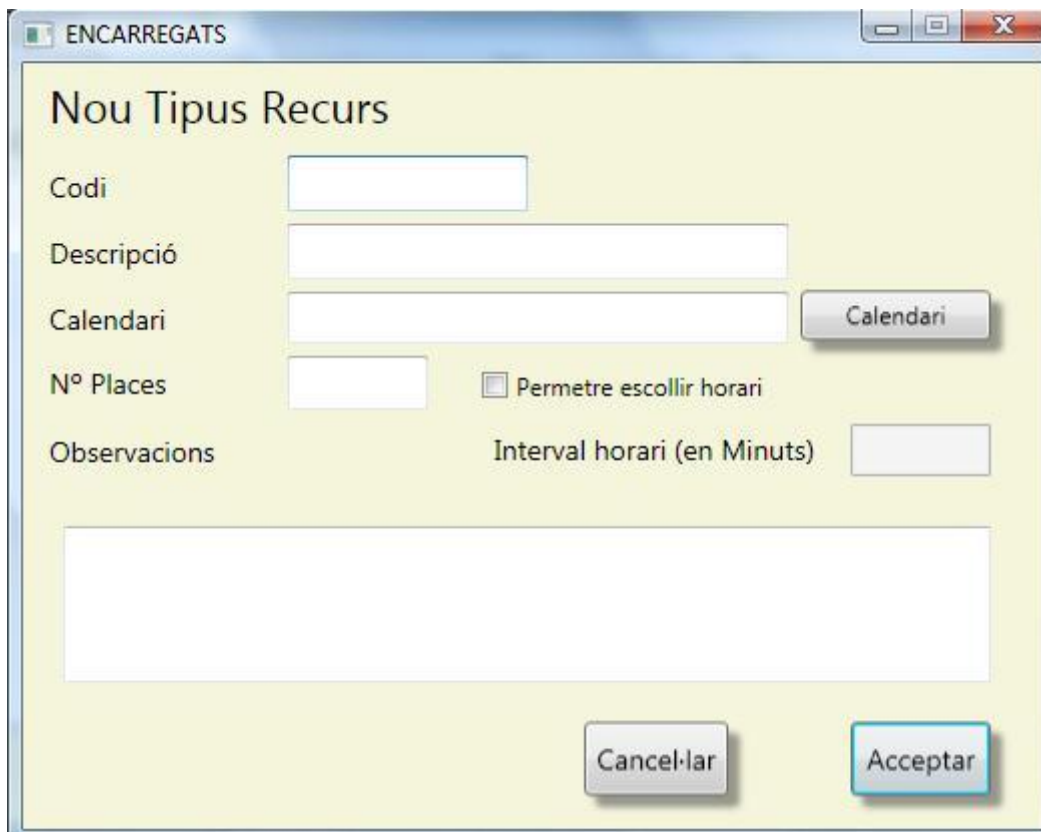 ENCARREGATS
Nou Tipus Recurs
Codi
Descripció
Calendari
Calendari
Nº Places
Permetre escollir horari
Observacions
Interval horari (en Minuts)
Cancel·lar
Acceptar